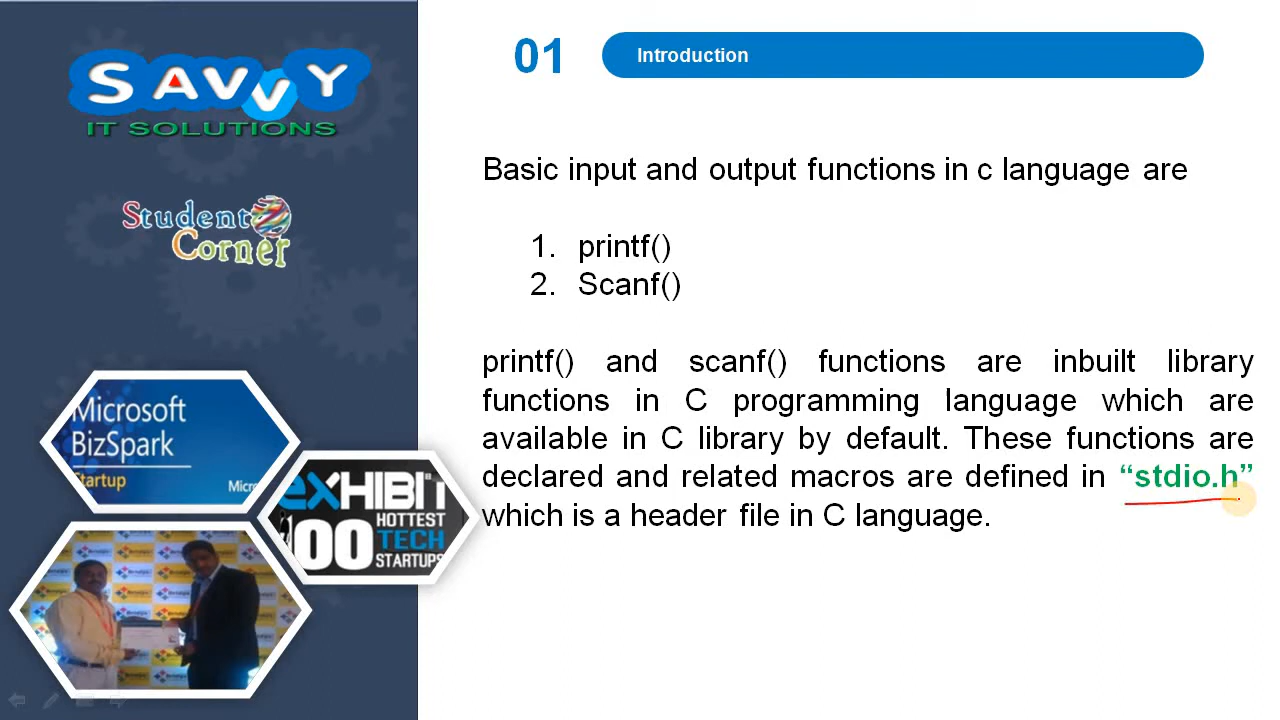 SAVVY
IT SOLUTIONS
Student
Corner
Microsoft
BizSpark
Startup
Micros
EXHIBIT
100
HOTTEST
TECH
STARTUPS
01
Introduction
Basic input and output functions in c language are
1. printf()
2. Scanf()
printf() and scanf() functions are inbuilt library
functions in C programming language which are
available in C library by default. These functions are
declared and related macros are defined in “stdio.h”
which is a header file in C language.